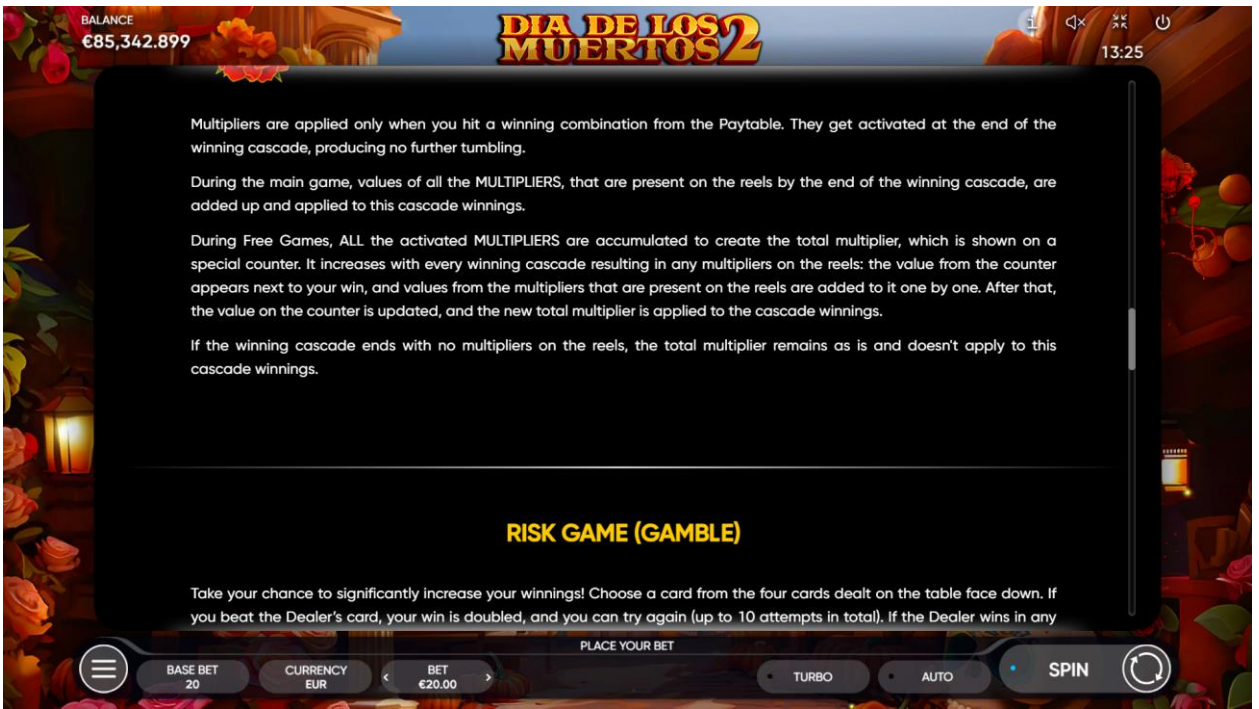 BALANCE
€85,342.899
DIA DE LOS
MUERTOS 2
13:25
Multipliers are applied only when you hit a winning combination from the Paytable. They get activated at the end of the
winning cascade, producing no further tumbling.
During the main game, values of all the MULTIPLIERS, that are present on the reels by the end of the winning cascade, are
added up and applied to this cascade winnings.
During Free Games, ALL the activated MULTIPLIERS are accumulated to create the total multiplier, which is shown on a
special counter. It increases with every winning cascade resulting in any multipliers on the reels: the value from the counter
appears next to your win, and values from the multipliers that are present on the reels are added to it one by one. After that,
the value on the counter is updated, and the new total multiplier is applied to the cascade winnings.
If the winning cascade ends with no multipliers on the reels, the total multiplier remains as is and doesn't apply to this
cascade winnings.
RISK GAME (GAMBLE)
Take your chance to significantly increase your winnings! Choose a card from the four cards dealt on the table face down. If
you beat the Dealer's card, your win is doubled, and you can try again (up to 10 attempts in total). If the Dealer wins in any
PLACE YOUR BET
BASE BET
20
CURRENCY
EUR
BET
€20.00
TURBO
AUTO
SPIN